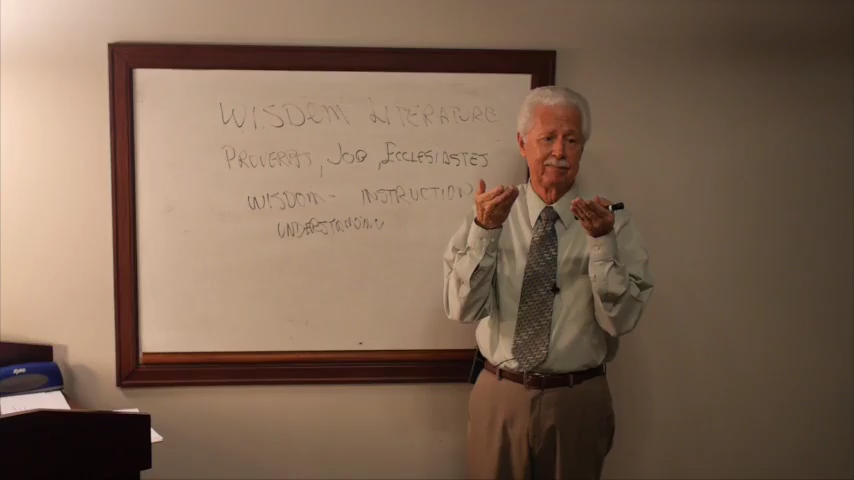 WISDOM LITERATURE
PROVERBS, JOB, ECCLESIASTES
WISDOM - INSTRUCTION
UNDERSTANDING